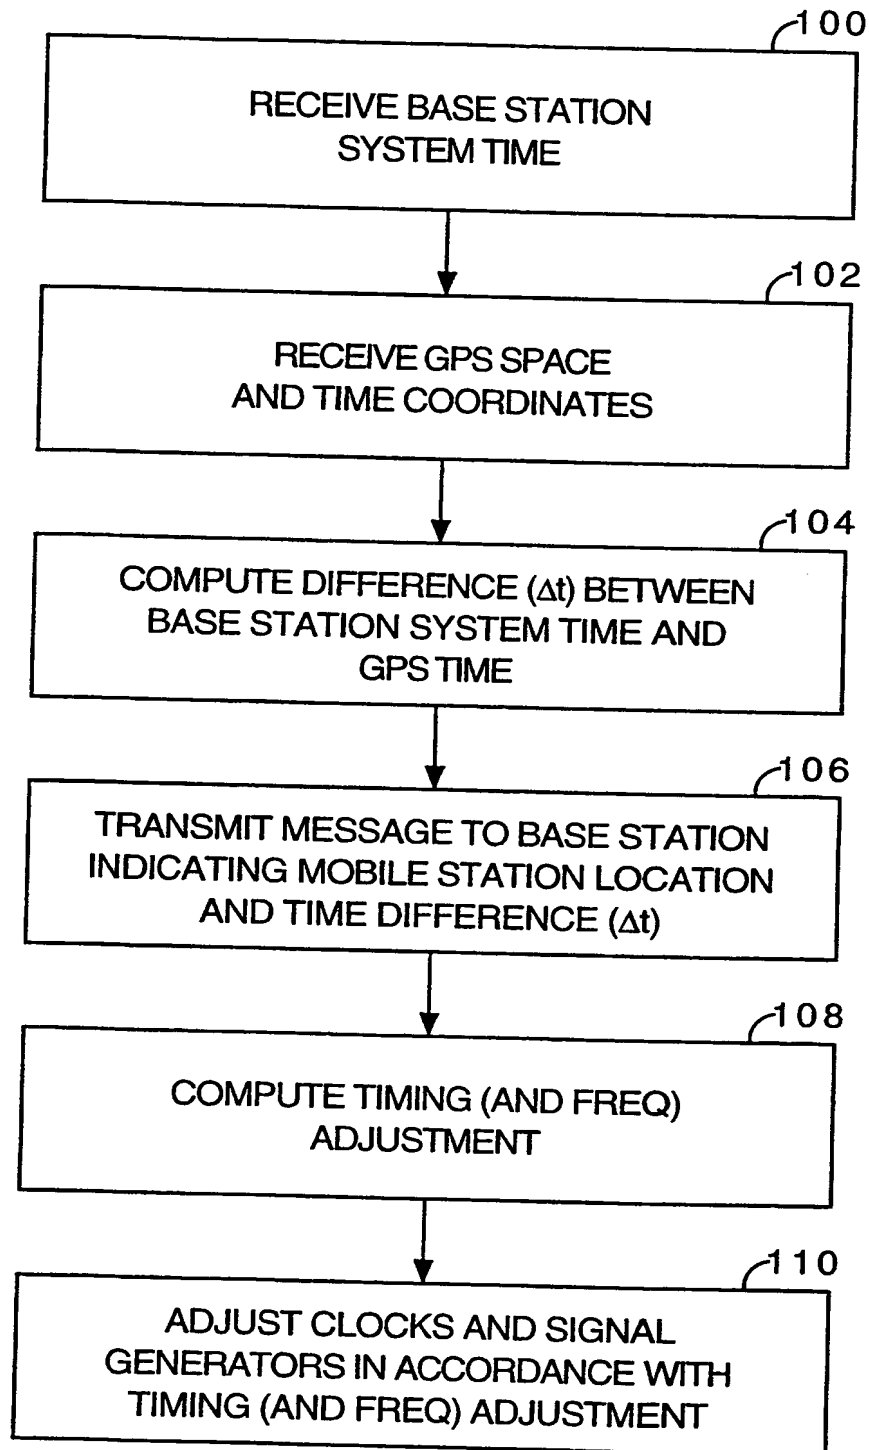 100
RECEIVE BASE STATION
SYSTEM TIME
102
RECEIVE GPS SPACE
AND TIME COORDINATES
104
COMPUTE DIFFERENCE (Δt) BETWEEN
BASE STATION SYSTEM TIME AND
GPS TIME
106
TRANSMIT MESSAGE TO BASE STATION
INDICATING MOBILE STATION LOCATION
AND TIME DIFFERENCE (Δt)
108
COMPUTE TIMING (AND FREQ)
ADJUSTMENT
110
ADJUST CLOCKS AND SIGNAL
GENERATORS IN ACCORDANCE WITH
TIMING (AND FREQ) ADJUSTMENT